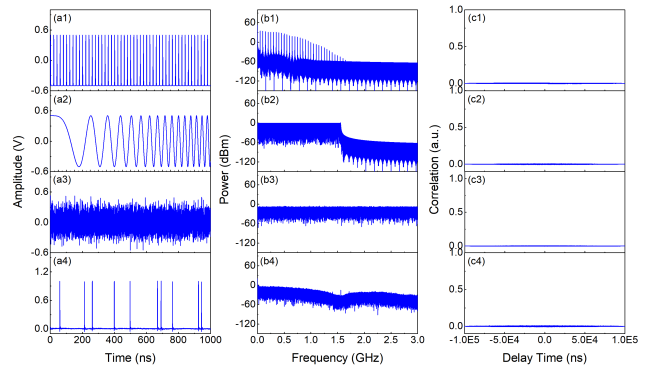 (a1)
0.6
0.0
-0.6
(a2)
0.6
0.0
-0.6
(a3)
0.6
0.0
-0.6
(a4)
1.2
0.6
0.0
0 200 400 600 800 1000
Time (ns)
Amplitude (V)
(b1)
60
0
-60
-120
(b2)
60
0
-60
-120
(b3)
60
0
-60
-120
(b4)
60
0
-60
-120
0.0 0.6 1.2 1.8 2.4 3.0
Frequency (GHz)
Power (dBm)
(c1)
1.0
0.5
0.0
(c2)
1.0
0.5
0.0
(c3)
1.0
0.5
0.0
(c4)
1.0
0.5
0.0
-1.0E5 -5.0E4 0.0 5.0E4 1.0E5
Delay Time (ns)
Correlation (a.u.)